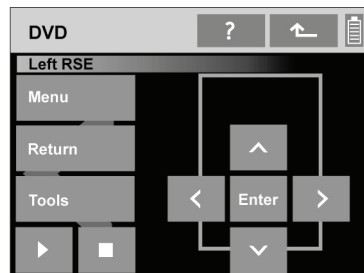 DVD ?
Left RSE
Menu
Return
Tools
Enter